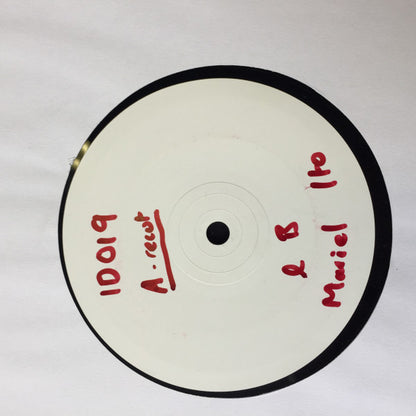 ID019
A - recut
& B
Mariel Ito